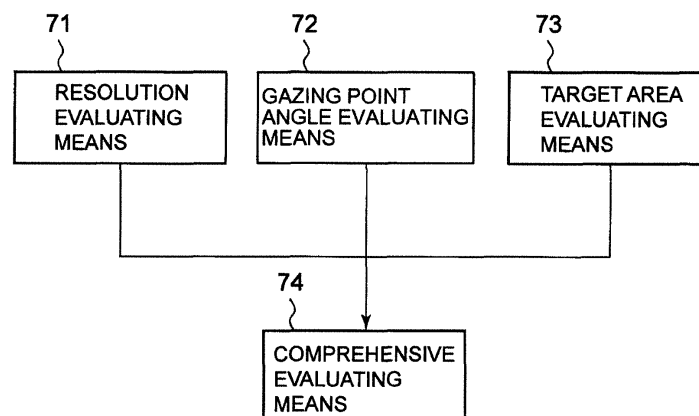 71
RESOLUTION
EVALUATING
MEANS
72
GAZING POINT
ANGLE EVALUATING
MEANS
73
TARGET AREA
EVALUATING
MEANS
74
COMPREHENSIVE
EVALUATING
MEANS